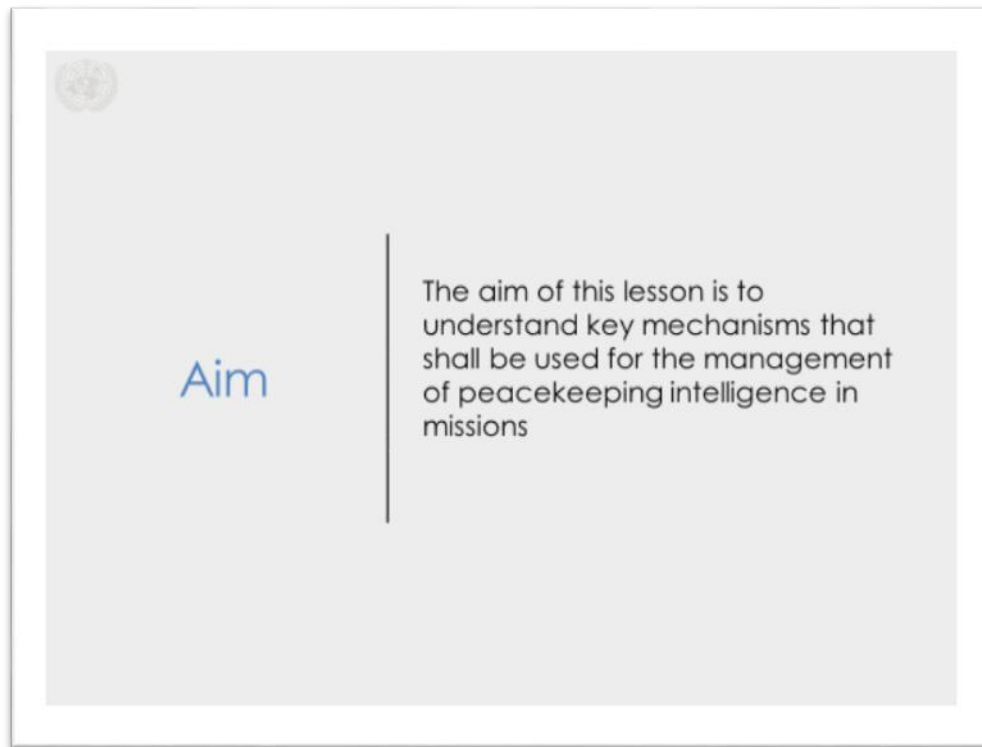 Aim
The aim of this lesson is to
understand key mechanisms that
shall be used for the management
of peacekeeping intelligence in
missions